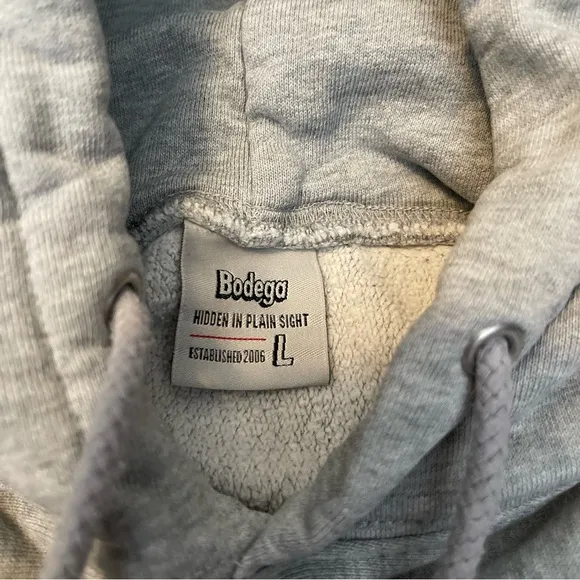 Bodega
HIDDEN IN PLAIN SIGHT
ESTABLISHED 2006 L